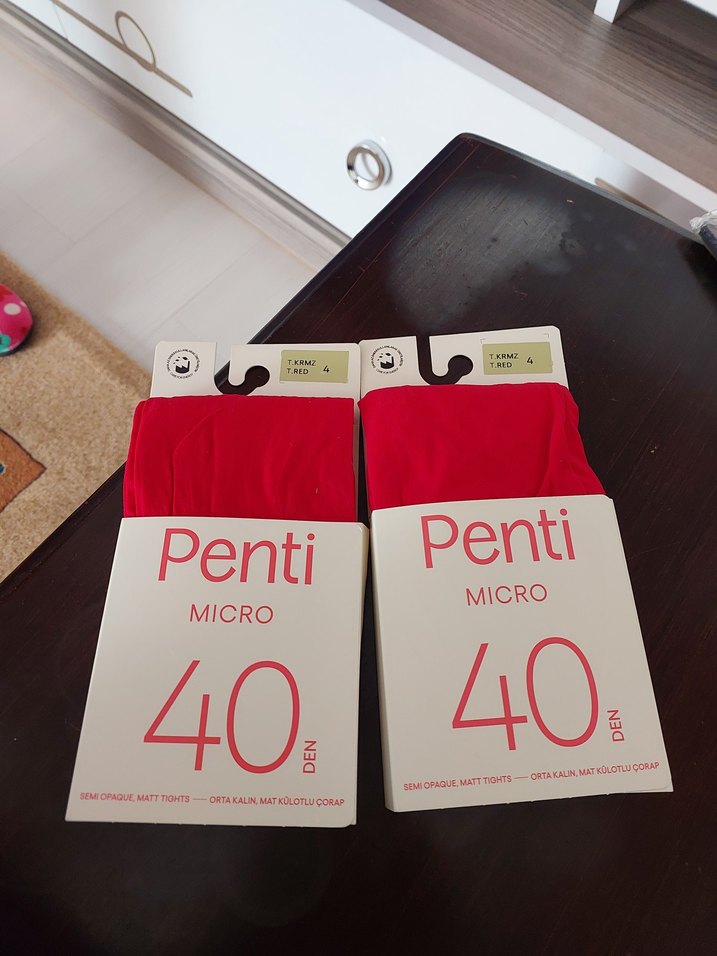 T.KRMZ
T.RED 4
Penti
MICRO
40
DEN
SEMI OPAQUE, MATT TIGHTS — ORTA KALIN, MAT KÜLOTLU ÇORAP
T.KRMZ
T.RED 4
Penti
MICRO
40
DEN
SEMI OPAQUE, MATT TIGHTS — ORTA KALIN, MAT KÜLOTLU ÇORAP